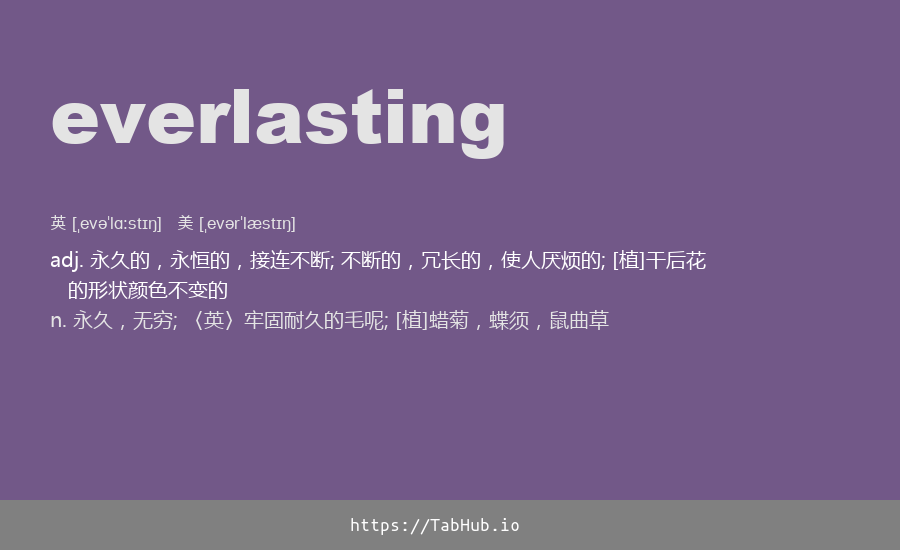 everlasting
英 [ˌevəˈlɑːstɪŋ] 美 [ˌevərˈlæstɪŋ]
adj. 永久的，永恒的，接连不断; 不断的，冗长的，使人厌烦的; [植]干后花
的形状颜色不变的
n. 永久，无穷; 〈英〉牢固耐久的毛呢; [植]蜡菊，蝶须，鼠曲草
https://TabHub.io